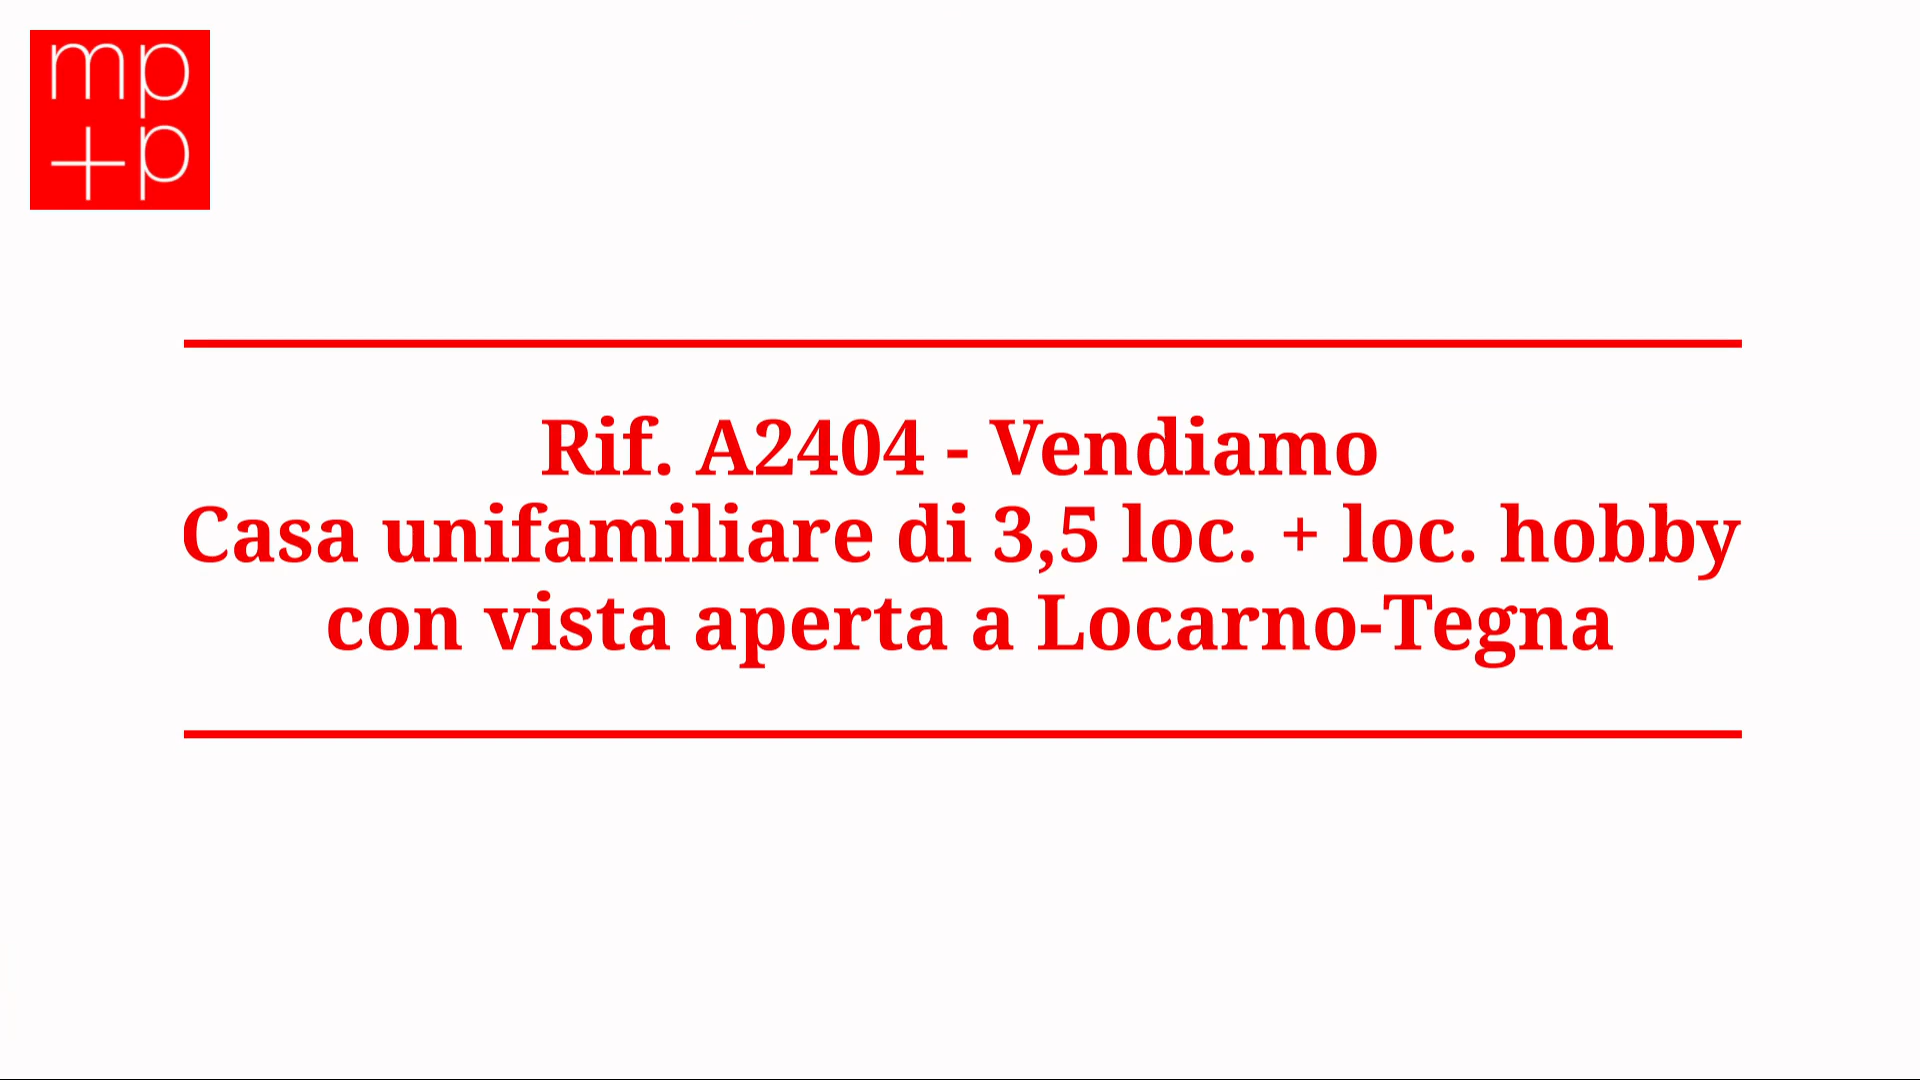 mp
+p
Rif. A2404 - Vendiamo
Casa unifamiliare di 3,5 loc. + loc. hobby
con vista aperta a Locarno-Tegna